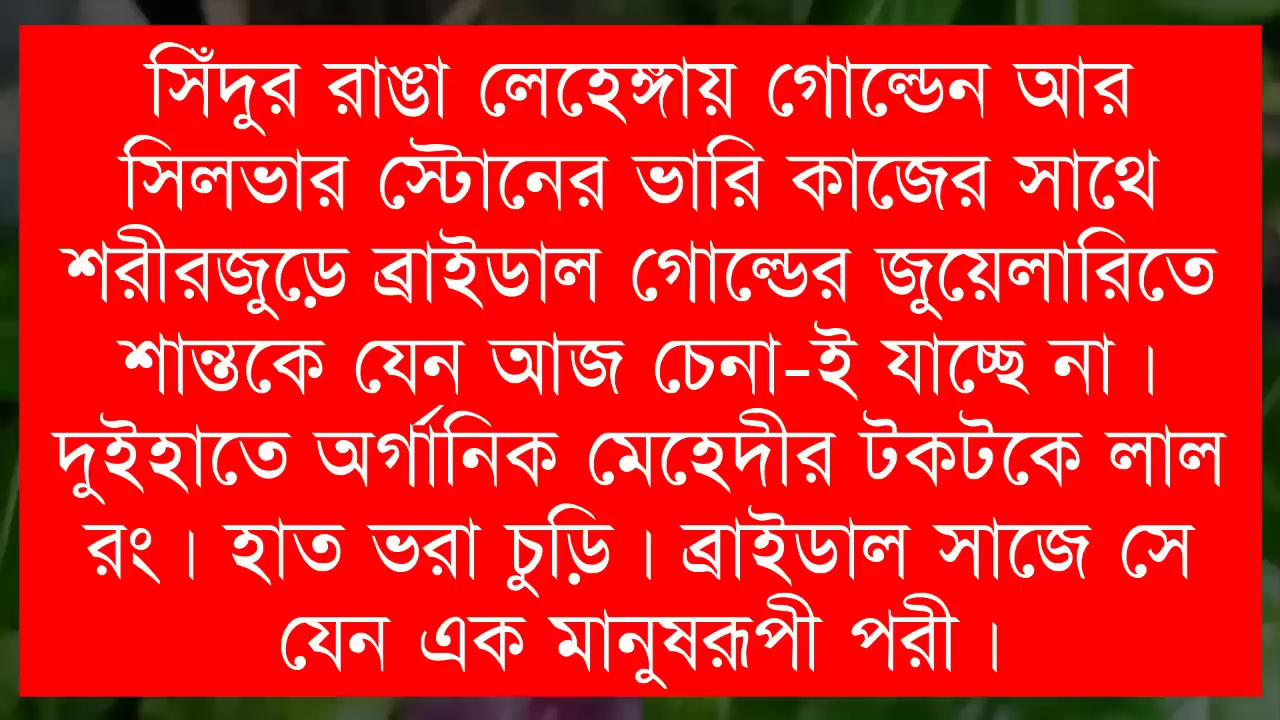 সিঁদুর রাঙা লেহেঙ্গায় গোল্ডেন আর
সিলভার স্টোনের ভারি কাজের সাথে
শরীরজুড়ে ব্রাইডাল গোল্ডের জুয়েলারিতে
শান্তকে যেন আজ চেনা-ই যাচ্ছে না।
দুইহাতে অর্গানিক মেহেদীর টকটকে লাল
রং। হাত ভরা চুড়ি। ব্রাইডাল সাজে সে
যেন এক মানুষরূপী পরী।